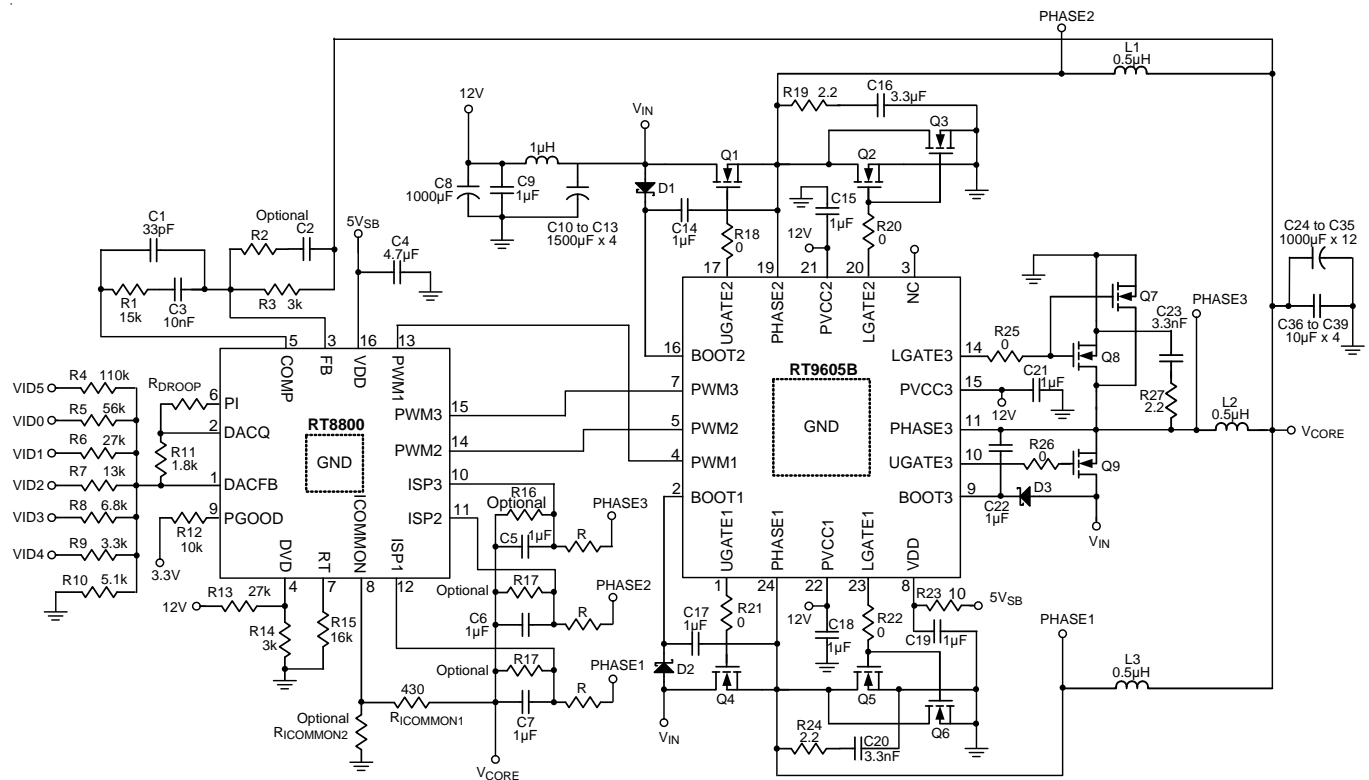 PHASE2
L1
0.5µH
12V
V_IN
R19 2.2
C16
3.3µF
Q3
1µH
Q1
Q2
C8
1000µF
C9
1µF
C10 to C13
1500µF x 4
D1
C14
1µF
R18
0
C15
1µF
12V
R20
0
C1
33pF
Optional
R2
C2
5V_SB
C4
4.7µF
R1
15k
C3
10nF
R3 3k
C24 to C35
1000µF x 12
C36 to C39
10µF x 4
17
19
21
20
3
NC
UGATE2
PHASE2
PVCC2
LGATE2
Q7
PHASE3
C23
3.3nF
R25
0
Q8
5
3
16
13
COMP
FB
VDD
PWM1
16
BOOT2
RT9605B
GND
LGATE3
14
7
PWM3
PVCC3
15
C21
1µF
12V
R27
2.2
L2
0.5µH
V_CORE
5
PWM2
PHASE3
11
4
PWM1
UGATE3
10
R26
0
Q9
2
BOOT1
BOOT3
9
D3
C22
1µF
V_IN
VID5
R4 110k
VID0
R5 56k
VID1
R6 27k
VID2
R7 13k
VID3
R8 6.8k
VID4
R9 3.3k
R10 5.1k
R_DROOP
6
PI
2
DACQ
R11
1.8k
1
DACFB
9
PGOOD
R12
10k
3.3V
RT8800
GND
PWM3
15
PWM2
14
ISP3
10
ISP2
11
DVD
RT
ICOMMON
ISP1
4
7
8
12
12V
R13 27k
R14
3k
R15
16k
R16
Optional
C5
1µF
R
PHASE3
R17
Optional
C6
1µF
R
PHASE2
R17
Optional
C7
1µF
R
PHASE1
430
R_ICOMMON1
Optional
R_ICOMMON2
V_CORE
UGATE1
PHASE1
PVCC1
LGATE1
VDD
1
24
22
23
8
R21
0
C17
1µF
D2
Q4
V_IN
12V
C18
1µF
R22
0
R23 10
5V_SB
C19
1µF
Q5
Q6
R24
2.2
C20
3.3nF
PHASE1
L3
0.5µH